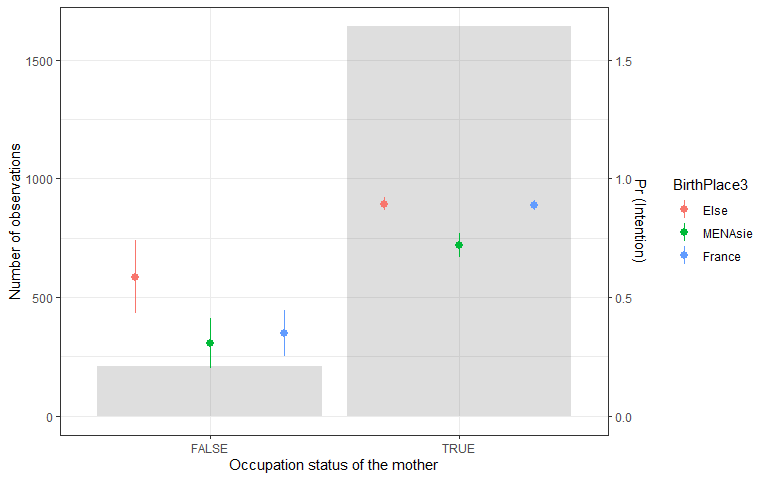 1500
1000
500
0
Number of observations
1.5
1.0
0.5
0.0
Pr (Intention)
FALSE
TRUE
Occupation status of the mother
BirthPlace3
Else
MENAsie
France